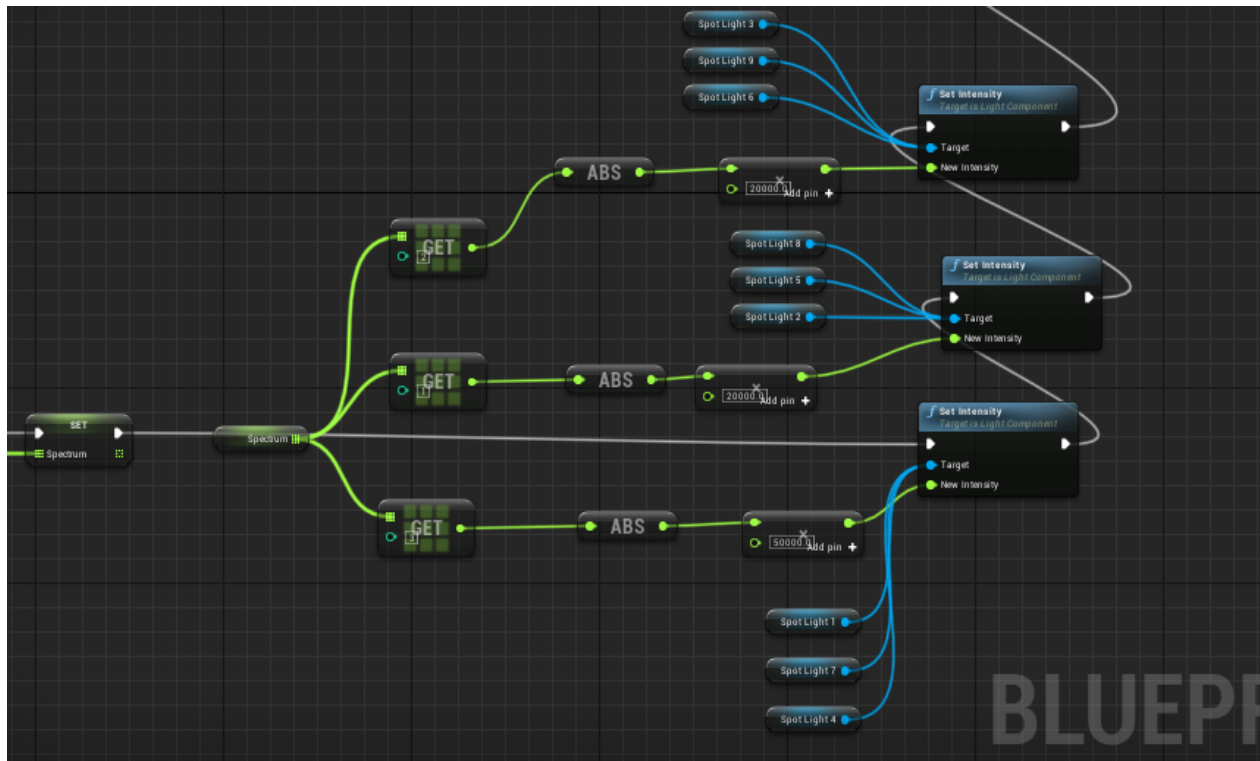 Spot Light 3
Spot Light 9
Spot Light 6
Set Intensity
Target is Light Component
Target
New Intensity
ABS
20000.0
Add pin +
GET
2
Spot Light 8
Spot Light 5
Spot Light 2
Set Intensity
Target is Light Component
Target
New Intensity
GET
1
ABS
20000.0
Add pin +
SET
Spectrum
Spectrum
Set Intensity
Target is Light Component
Target
New Intensity
GET
3
ABS
50000.0
Add pin +
Spot Light 1
Spot Light 7
Spot Light 4
BLUEPR